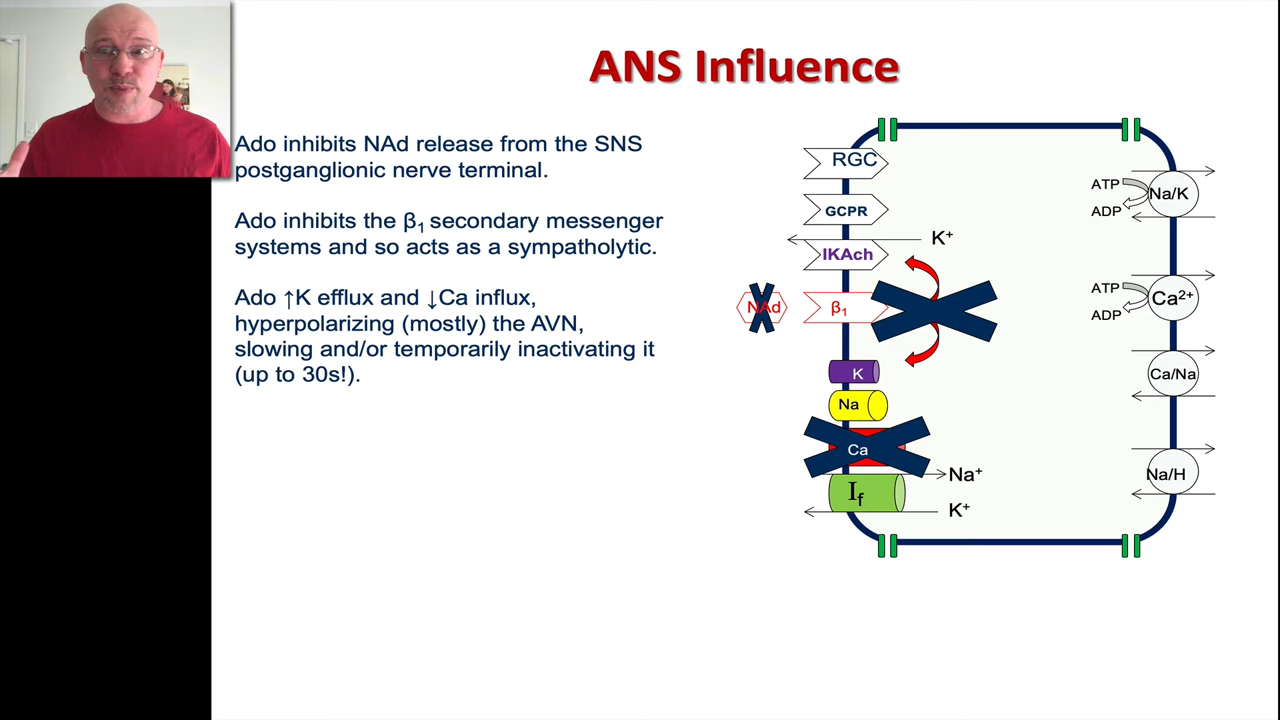 ANS Influence
Ado inhibits NAd release from the SNS
postganglionic nerve terminal.
Ado inhibits the β₁ secondary messenger
systems and so acts as a sympatholytic.
Ado ↑K efflux and ↓Ca influx,
hyperpolarizing (mostly) the AVN,
slowing and/or temporarily inactivating it
(up to 30s!).
RGC
GCPR
IKAch
K⁺
NAd
β₁
K
Na
Ca
Na⁺
If
K⁺
ATP
ADP
Na/K
ATP
ADP
Ca²⁺
Ca/Na
Na/H